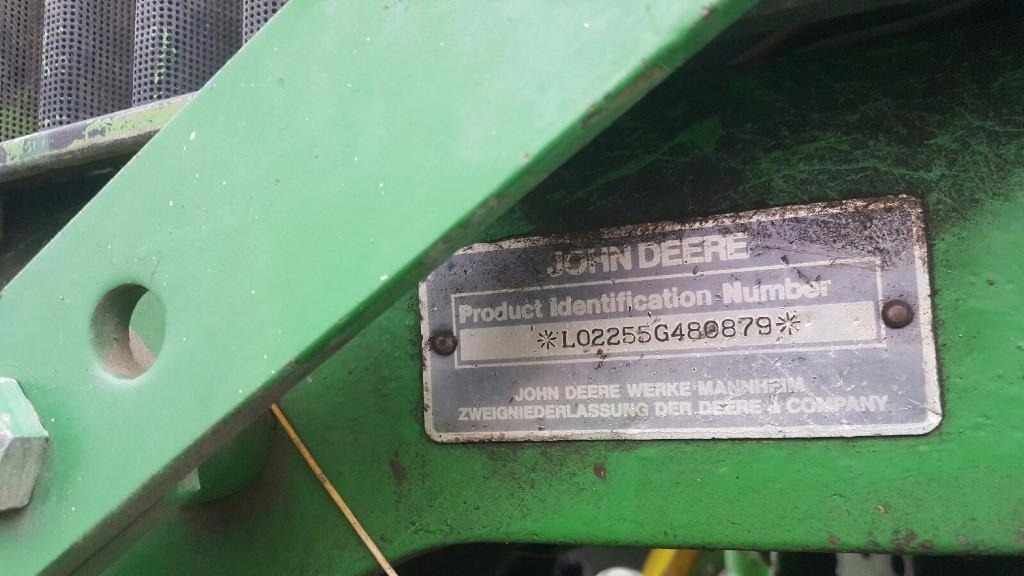 JOHN DEERE
Product Identification Number
*L02255G480879*
JOHN DEERE WERKE MANNHEIM
ZWEIGNIEDERLASSUNG DER DEERE & COMPANY